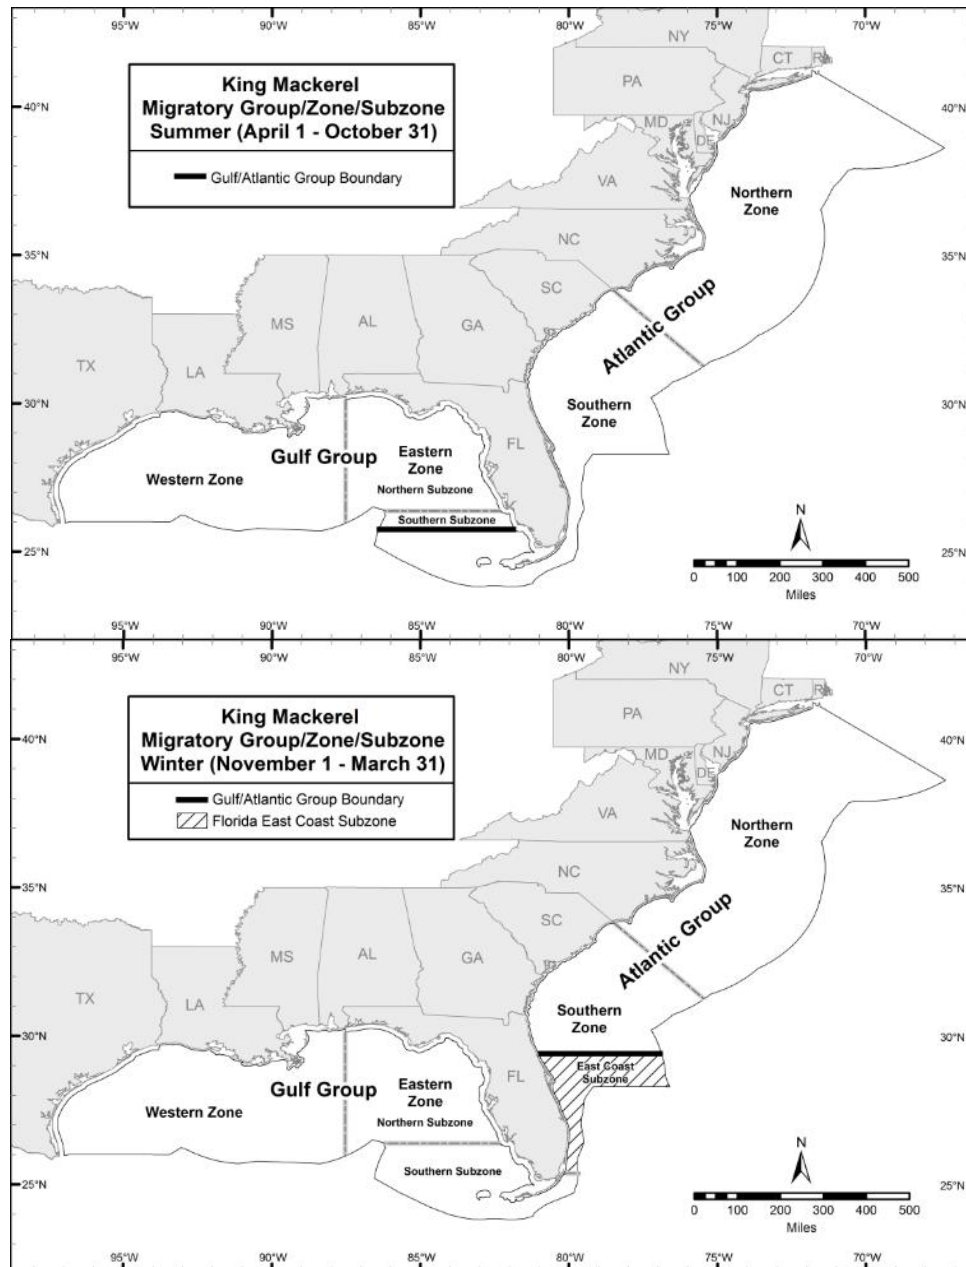 95°W 90°W 85°W 80°W 75°W 70°W
King Mackerel
Migratory Group/Zone/Subzone
Summer (April 1 - October 31)
Gulf/Atlantic Group Boundary
NY
CT RI
PA
40°N 40°N
MD NJ
DE
VA
Northern
Zone
NC
35°N 35°N
SC
Atlantic Group
MS AL GA
TX
LA
30°N 30°N
Southern
Zone
FL
Gulf Group
Eastern
Zone
Western Zone
Northern Subzone
Southern Subzone
N
25°N 25°N
0 100 200 300 400 500
Miles
95°W 90°W 85°W 80°W 75°W 70°W
95°W 90°W 85°W 80°W 75°W 70°W
King Mackerel
Migratory Group/Zone/Subzone
Winter (November 1 - March 31)
Gulf/Atlantic Group Boundary
Florida East Coast Subzone
NY
CT RI
PA
40°N 40°N
MD NJ
DE
VA
Northern
Zone
NC
35°N 35°N
SC
Atlantic Group
MS AL GA
TX
LA
Southern
Zone
30°N 30°N
East Coast
Subzone
FL
Gulf Group
Eastern
Zone
Western Zone
Northern Subzone
Southern Subzone
N
25°N 25°N
0 100 200 300 400 500
Miles
95°W 90°W 85°W 80°W 75°W 70°W